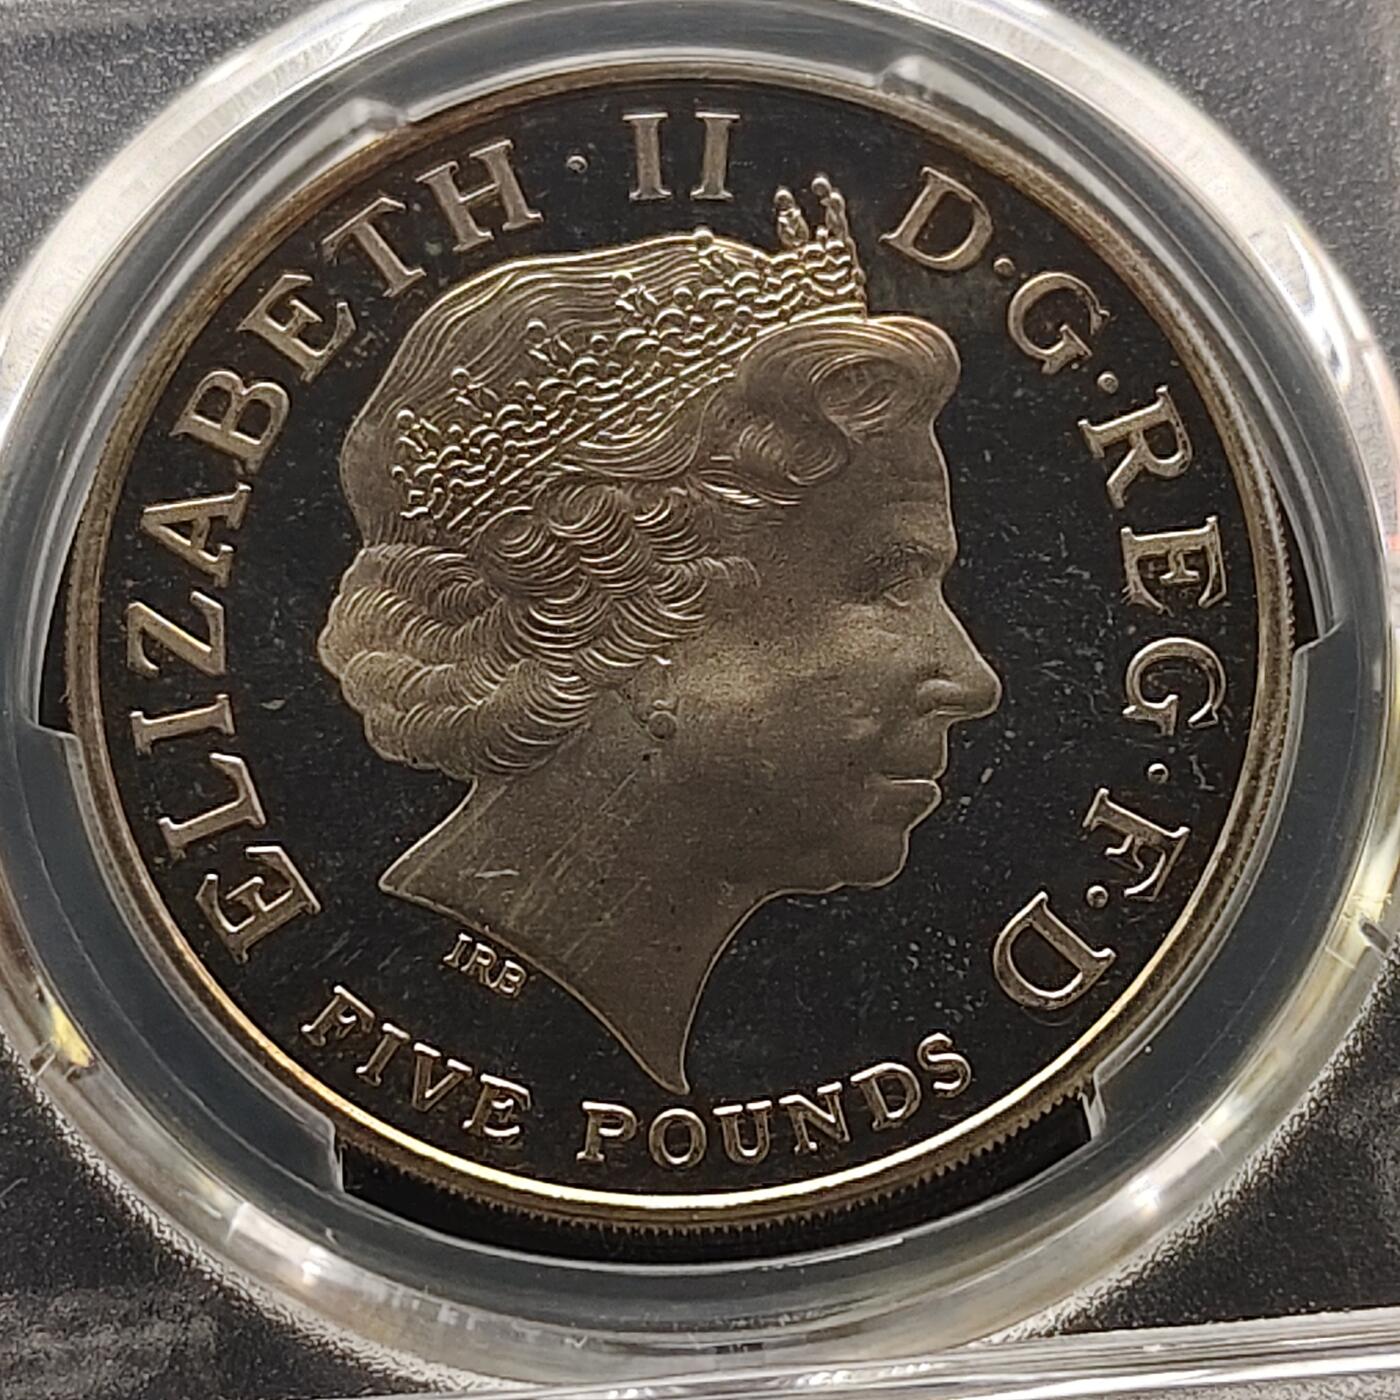 ELIZABETH · II D·G·REG·F·D
IRB
FIVE POUNDS